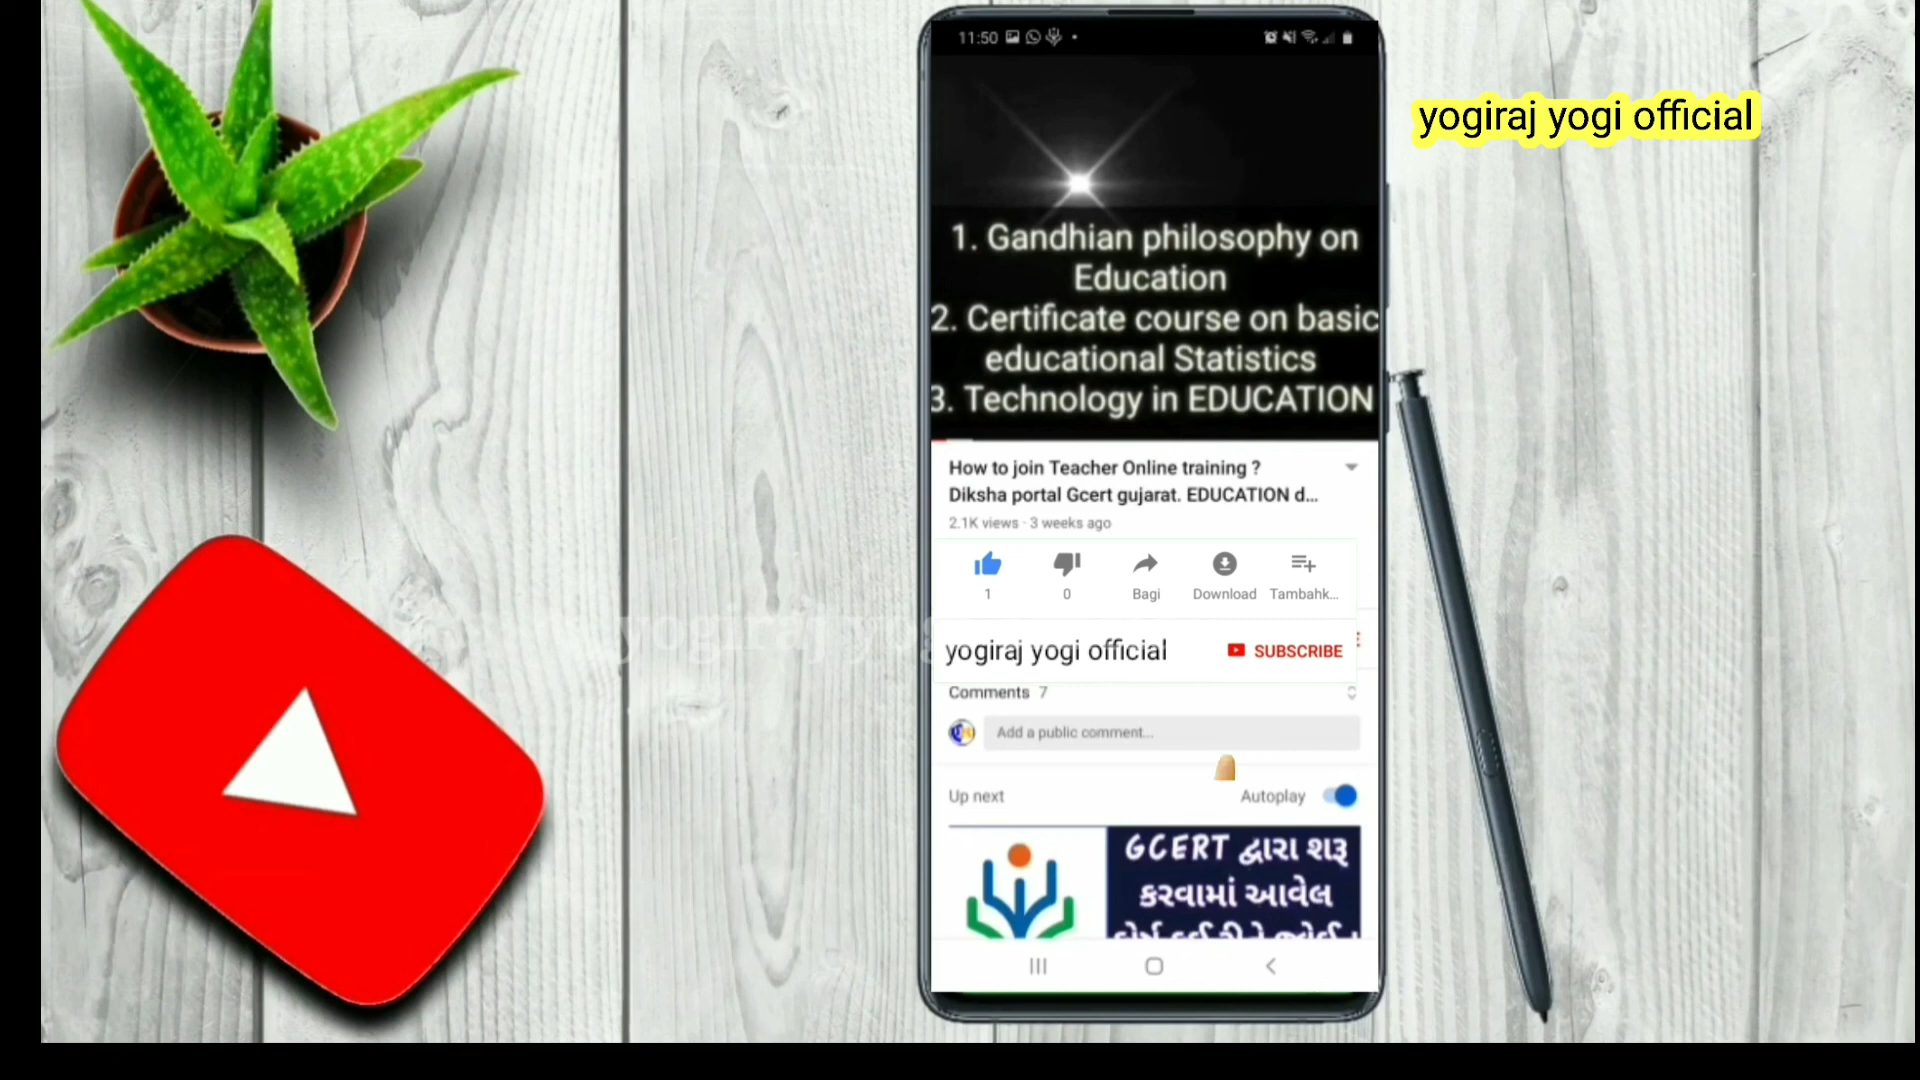 11:50
yogiraj yogi official
1. Gandhian philosophy on
Education
2. Certificate course on basic
educational Statistics
3. Technology in EDUCATION
How to join Teacher Online training ?
Diksha portal Gcert gujarat. EDUCATION d...
2.1K views · 3 weeks ago
1
0
Bagi
Download
Tambahk...
yogiraj yogi official
SUBSCRIBE
Comments 7
Add a public comment...
Up next
Autoplay
GCERT દ્વારા શરૂ
કરવામાં આવેલ